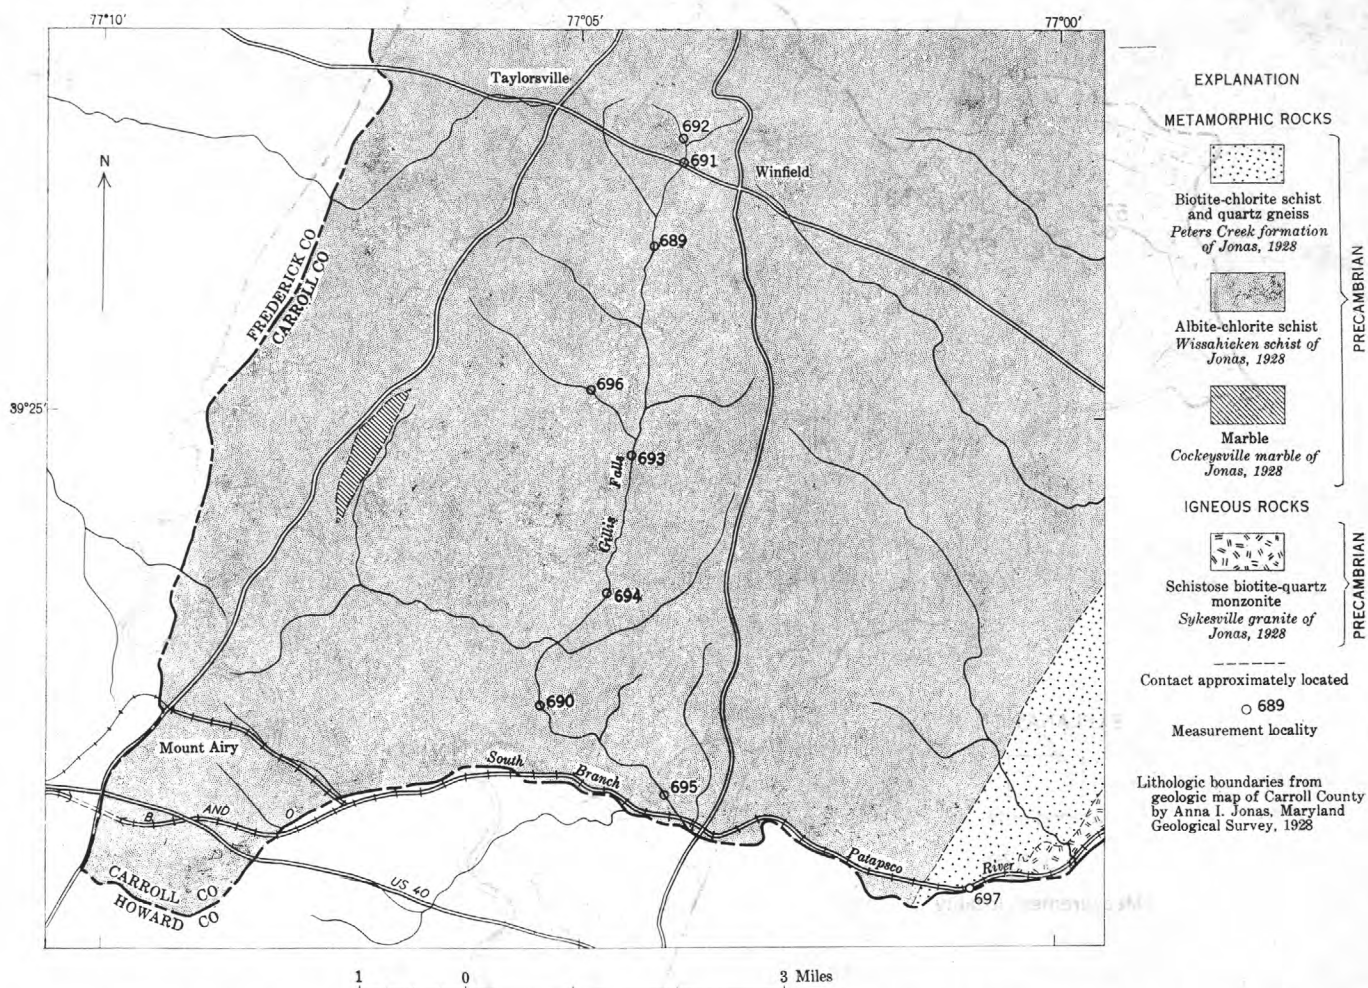 77°10'
77°05'
77°00'
Taylorsville
692
691
Winfield
N
689
FREDERICK CO
CARROLL CO
696
39°25'
693
Gillis Falls
694
690
Mount Airy
South Branch
695
B. AND O.
Patapsco River
697
CARROLL CO
HOWARD CO
US 40
1 0 3 Miles
EXPLANATION
METAMORPHIC ROCKS
Biotite-chlorite schist
and quartz gneiss
Peters Creek formation
of Jonas, 1928
Albite-chlorite schist
Wissahicken schist of
Jonas, 1928
Marble
Cockeysville marble of
Jonas, 1928
PRECAMBRIAN
IGNEOUS ROCKS
Schistose biotite-quartz
monzonite
Sykesville granite of
Jonas, 1928
PRECAMBRIAN
Contact approximately located
689
Measurement locality
Lithologic boundaries from
geologic map of Carroll County
by Anna I. Jonas, Maryland
Geological Survey, 1928